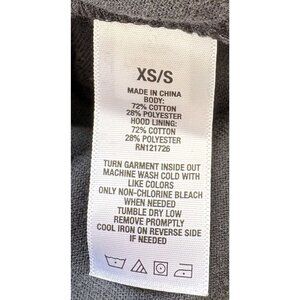 XS/S
MADE IN CHINA
BODY:
72% COTTON
28% POLYESTER
HOOD LINING:
72% COTTON
28% POLYESTER
RN121726
TURN GARMENT INSIDE OUT
MACHINE WASH COLD WITH
LIKE COLORS
ONLY NON-CHLORINE BLEACH
WHEN NEEDED
TUMBLE DRY LOW
REMOVE PROMPTLY
COOL IRON ON REVERSE SIDE
IF NEEDED